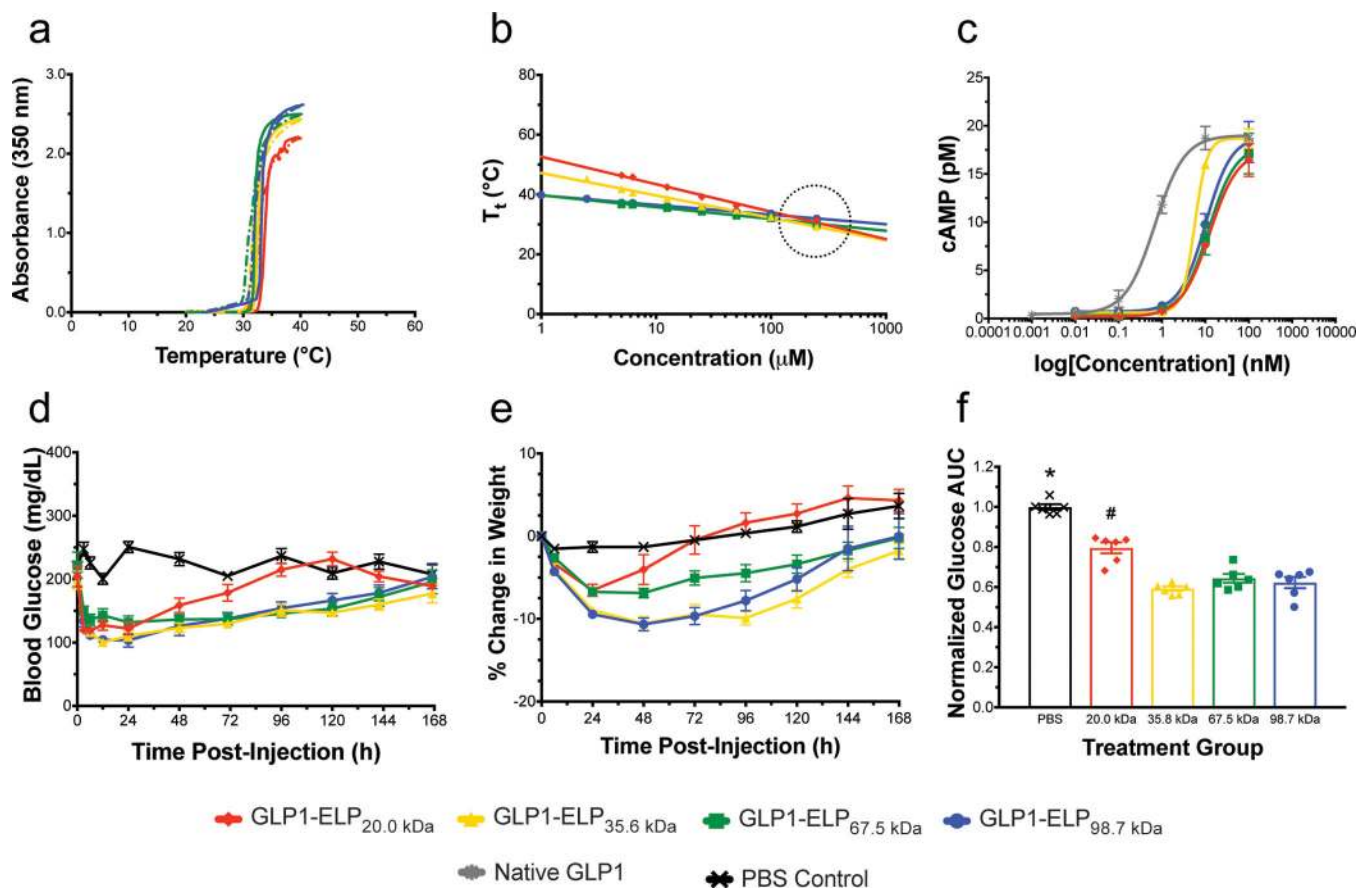 a
b
c
Absorbance (350 nm)
3.0
2.0
1.0
0.0
0 10 20 30 40 50 60
Temperature (°C)
Tt (°C)
80
60
40
20
0
1 10 100 1000
Concentration (μM)
cAMP (pM)
25
20
15
10
5
0
0.00010.001 0.01 0.1 1 10 100 1000 10000
log[Concentration] (nM)
d
e
f
Blood Glucose (mg/dL)
400
300
200
100
0
0 24 48 72 96 120 144 168
Time Post-Injection (h)
% Change in Weight
10
0
-10
-20
0 24 48 72 96 120 144 168
Time Post-Injection (h)
Normalized Glucose AUC
1.2
1.0
0.8
0.6
0.4
0.2
0.0
*
#
PBS 20.0 kDa 35.8 kDa 67.5 kDa 98.7 kDa
Treatment Group
GLP1-ELP20.0 kDa GLP1-ELP35.6 kDa GLP1-ELP67.5 kDa GLP1-ELP98.7 kDa
Native GLP1 PBS Control